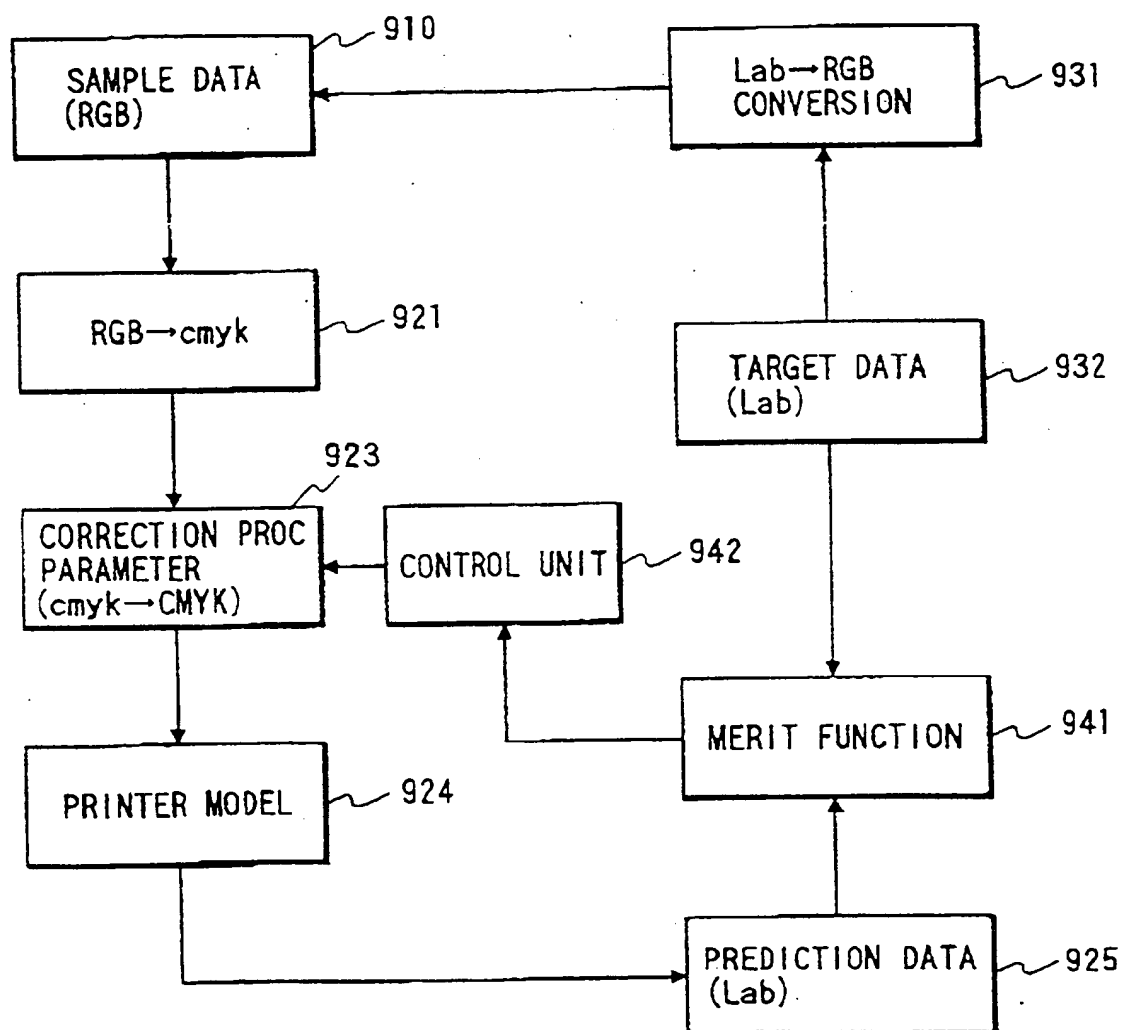 910
SAMPLE DATA
(RGB)
Lab→RGB
CONVERSION
931
RGB→cmyk
921
TARGET DATA
(Lab)
932
923
CORRECTION PROC
PARAMETER
(cmyk→CMYK)
CONTROL UNIT
942
MERIT FUNCTION
941
PRINTER MODEL
924
PREDICTION DATA
(Lab)
925